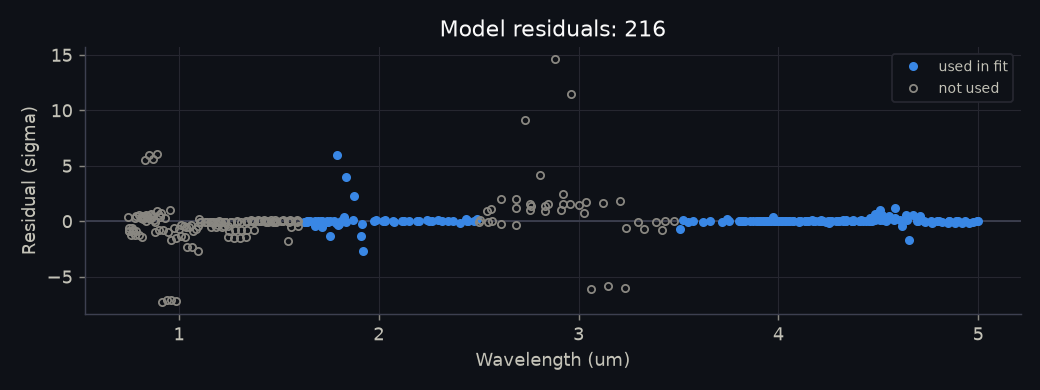 Model residuals: 216
15
10
5
0
−5
Residual (sigma)
used in fit
not used
1
2
3
4
5
Wavelength (um)